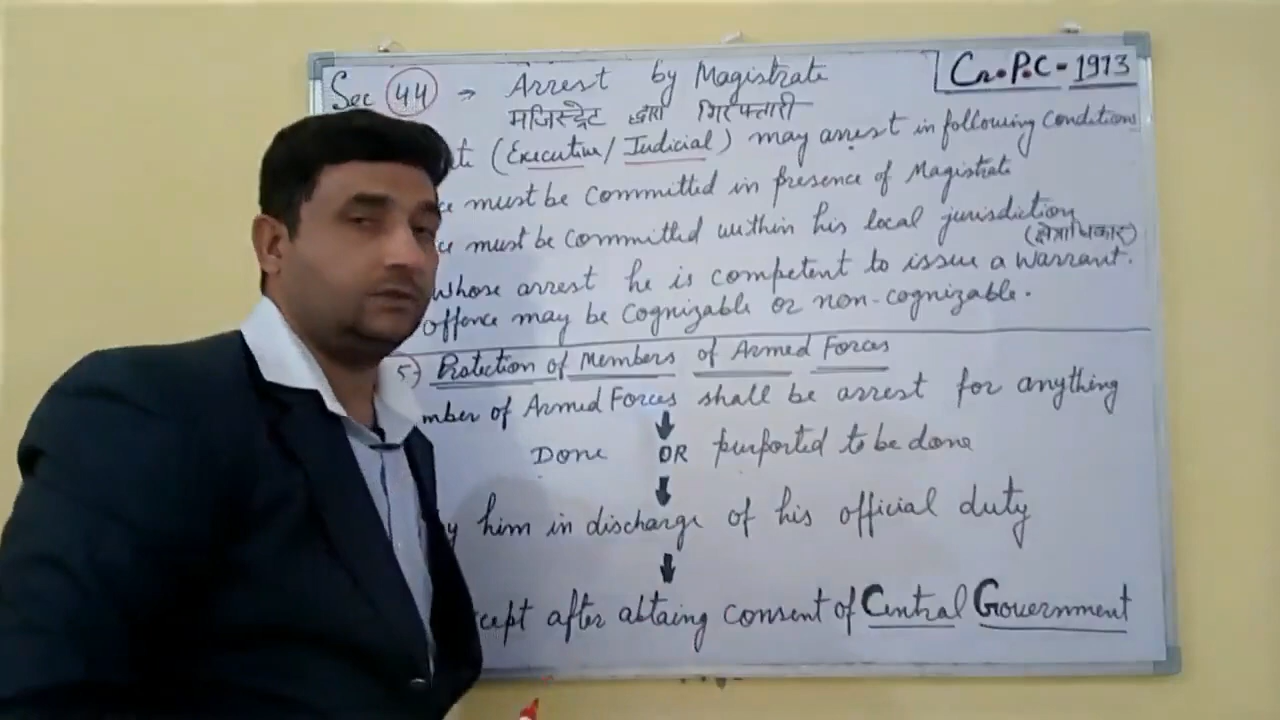 Sec 44 → Arrest by Magistrate
Cr.P.C - 1973
मजिस्ट्रेट द्वारा गिरफ्तारी
(Executive/Judicial) may arrest in following conditions
must be committed in presence of Magistrate
must be committed within his local jurisdiction
(क्षेत्राधिकार)
whose arrest he is competent to issue a warrant.
offence may be Cognizable or non-cognizable.
5) Protection of Members of Armed Forces
of Armed Forces shall be arrest for anything
Done OR purported to be done
him in discharge of his official duty
after abtaing consent of Central Government